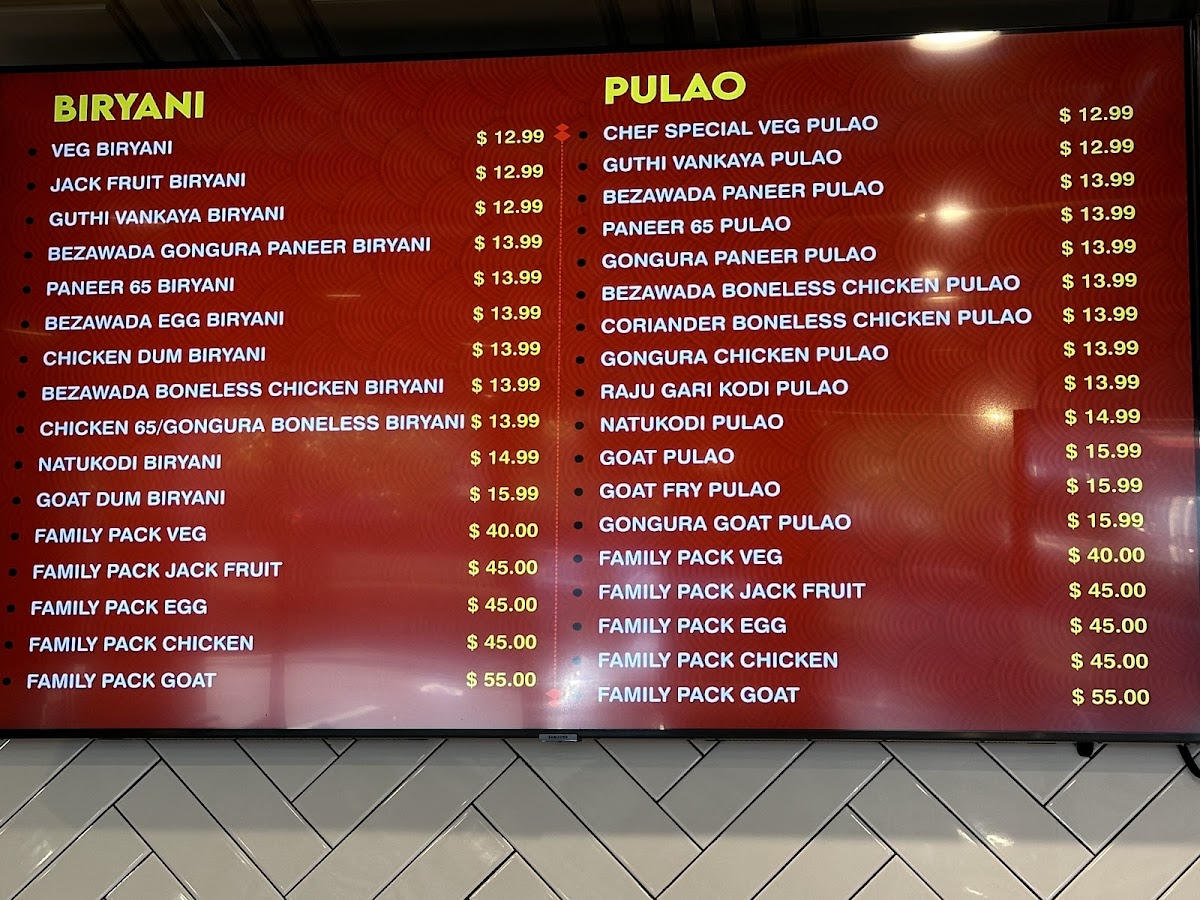 BIRYANI
VEG BIRYANI $ 12.99
JACK FRUIT BIRYANI $ 12.99
GUTHI VANKAYA BIRYANI $ 12.99
BEZAWADA GONGURA PANEER BIRYANI $ 13.99
PANEER 65 BIRYANI $ 13.99
BEZAWADA EGG BIRYANI $ 13.99
CHICKEN DUM BIRYANI $ 13.99
BEZAWADA BONELESS CHICKEN BIRYANI $ 13.99
CHICKEN 65/GONGURA BONELESS BIRYANI $ 13.99
NATUKODI BIRYANI $ 14.99
GOAT DUM BIRYANI $ 15.99
FAMILY PACK VEG $ 40.00
FAMILY PACK JACK FRUIT $ 45.00
FAMILY PACK EGG $ 45.00
FAMILY PACK CHICKEN $ 45.00
FAMILY PACK GOAT $ 55.00
PULAO
CHEF SPECIAL VEG PULAO $ 12.99
GUTHI VANKAYA PULAO $ 12.99
BEZAWADA PANEER PULAO $ 13.99
PANEER 65 PULAO $ 13.99
GONGURA PANEER PULAO $ 13.99
BEZAWADA BONELESS CHICKEN PULAO $ 13.99
CORIANDER BONELESS CHICKEN PULAO $ 13.99
GONGURA CHICKEN PULAO $ 13.99
RAJU GARI KODI PULAO $ 13.99
NATUKODI PULAO $ 14.99
GOAT PULAO $ 15.99
GOAT FRY PULAO $ 15.99
GONGURA GOAT PULAO $ 15.99
FAMILY PACK VEG $ 40.00
FAMILY PACK JACK FRUIT $ 45.00
FAMILY PACK EGG $ 45.00
FAMILY PACK CHICKEN $ 45.00
FAMILY PACK GOAT $ 55.00
SAMSUNG